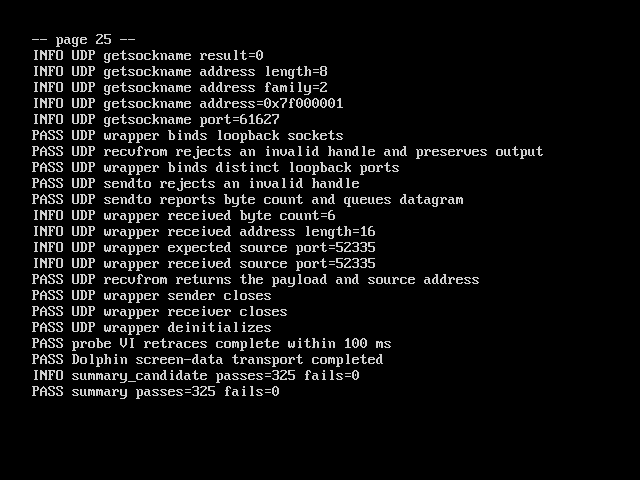 -- page 25 --
INFO UDP getsockname result=0
INFO UDP getsockname address length=8
INFO UDP getsockname address family=2
INFO UDP getsockname address=0x7f000001
INFO UDP getsockname port=61627
PASS UDP wrapper binds loopback sockets
PASS UDP recvfrom rejects an invalid handle and preserves output
PASS UDP wrapper binds distinct loopback ports
PASS UDP sendto rejects an invalid handle
PASS UDP sendto reports byte count and queues datagram
INFO UDP wrapper received byte count=6
INFO UDP wrapper received address length=16
INFO UDP wrapper expected source port=52335
INFO UDP wrapper received source port=52335
PASS UDP recvfrom returns the payload and source address
PASS UDP wrapper sender closes
PASS UDP wrapper receiver closes
PASS UDP wrapper deinitializes
PASS probe VI retraces complete within 100 ms
PASS Dolphin screen-data transport completed
INFO summary_candidate passes=325 fails=0
PASS summary passes=325 fails=0